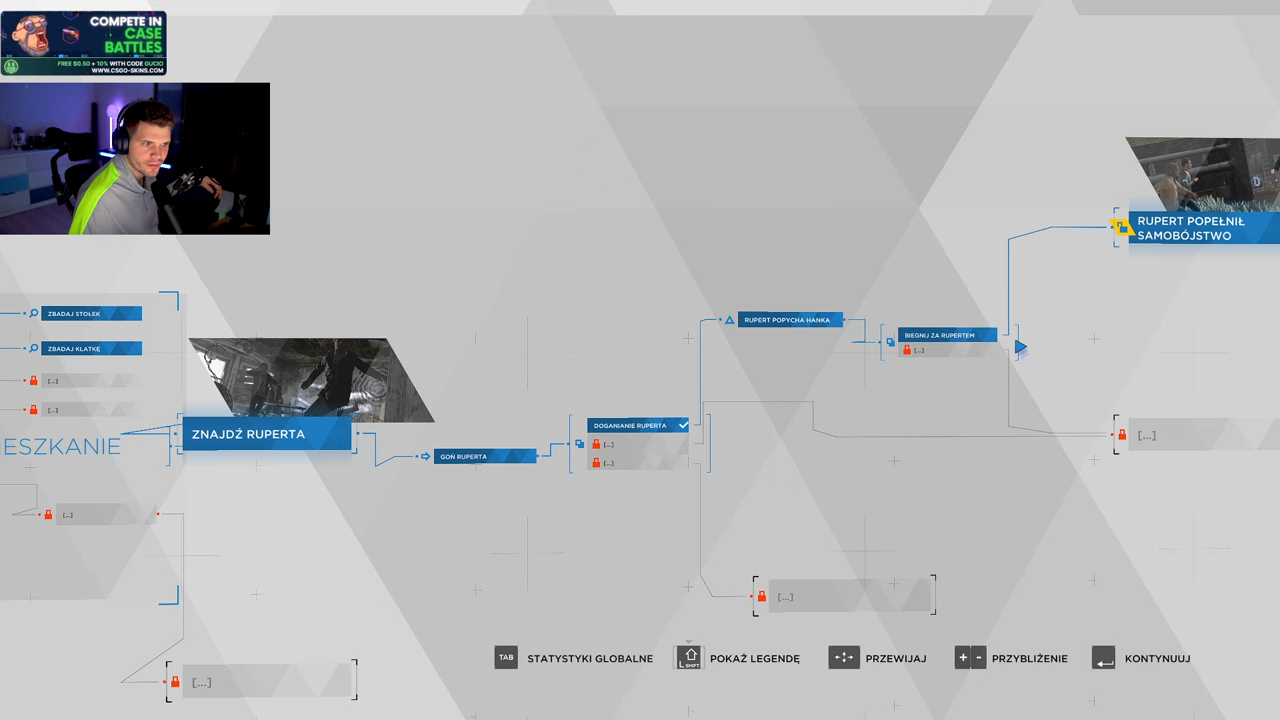 COMPETE IN
CASE
BATTLES
FREE $0.50 + 10% WITH CODE GUCIO
WWW.CSGO-SKINS.COM
RUPERT POPEŁNIŁ
SAMOBÓJSTWO
ZBADAJ STOŁEK
ZBADAJ KLATKĘ
[...]
[...]
RUPERT POPYCHA HANKA
BIEGNIJ ZA RUPERTEM
[...]
IESZKANIE
ZNAJDŹ RUPERTA
GOŃ RUPERTA
DOGANIANIE RUPERTA
[...]
[...]
[...]
[...]
[...]
[...]
TAB STATYSTYKI GLOBALNE
L SHIFT POKAŻ LEGENDĘ
PRZEWIJAJ
+ - PRZYBLIŻENIE
KONTYNUUJ